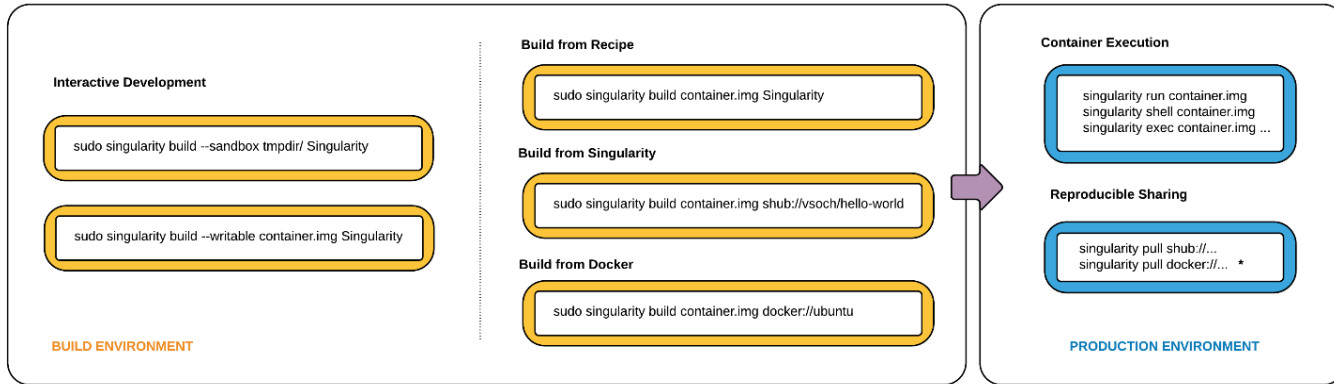 Interactive Development
sudo singularity build --sandbox tmpdir/ Singularity
sudo singularity build --writable container.img Singularity
BUILD ENVIRONMENT
Build from Recipe
sudo singularity build container.img Singularity
Build from Singularity
sudo singularity build container.img shub://vsoch/hello-world
Build from Docker
sudo singularity build container.img docker://ubuntu
Container Execution
singularity run container.img
singularity shell container.img
singularity exec container.img ...
Reproducible Sharing
singularity pull shub://...
singularity pull docker://... *
PRODUCTION ENVIRONMENT